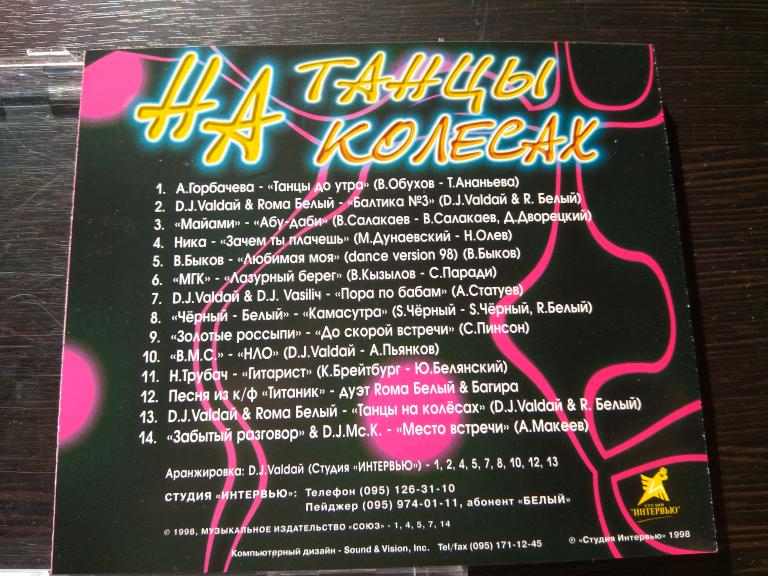 НА ТАНЦЫ
КОЛЕСАХ
1. А.Горбачева - «Танцы до утра» (В.Обухов - Т.Ананьева)
2. D.J.Valdaй & Roma Белый - «Балтика №3» (D.J.Valdaй & R. Белый)
3. «Майами» - «Абу-даби» (В.Салакаев - В.Салакаев, Д.Дворецкий)
4. Ника - «Зачем ты плачешь» (М.Дунаевский - Н.Олев)
5. В.Быков - «Любимая моя» (dance version 98) (В.Быков)
6. «МГК» - «Лазурный берег» (В.Кызылов - С.Паради)
7. D.J.Valdaй & D.J. Vasiliч - «Пора по бабам» (А.Статуев)
8. «Чёрный - Белый» - «Камасутра» (S.Чёрный - S.Чёрный, R.Белый)
9. «Золотые россыпи» - «До скорой встречи» (С.Пинсон)
10. «В.М.С.» - «НЛО» (D.J.Valdaй - А.Пьянков)
11. Н.Трубач - «Гитарист» (К.Брейтбург - Ю.Белянский)
12. Песня из к/ф «Титаник» - дуэт Roma Белый & Багира
13. D.J.Valdaй & Roma Белый - «Танцы на колёсах» (D.J.Valdaй & R. Белый)
14. «Забытый разговор» & D.J.Mc.K. - «Место встречи» (А.Макеев)
Аранжировка: D.J.Valdaй (Студия «ИНТЕРВЬЮ») - 1, 2, 4, 5, 7, 8, 10, 12, 13
СТУДИЯ «ИНТЕРВЬЮ»: Телефон (095) 126-31-10
Пейджер (095) 974-01-11, абонент «БЕЛЫЙ»
СТУДИЯ
"ИНТЕРВЬЮ"
© 1998, МУЗЫКАЛЬНОЕ ИЗДАТЕЛЬСТВО «СОЮЗ» - 1, 4, 5, 7, 14
Компьютерный дизайн - Sound & Vision, Inc. Tel/fax (095) 171-12-45
℗ «Студия Интервью» 1998